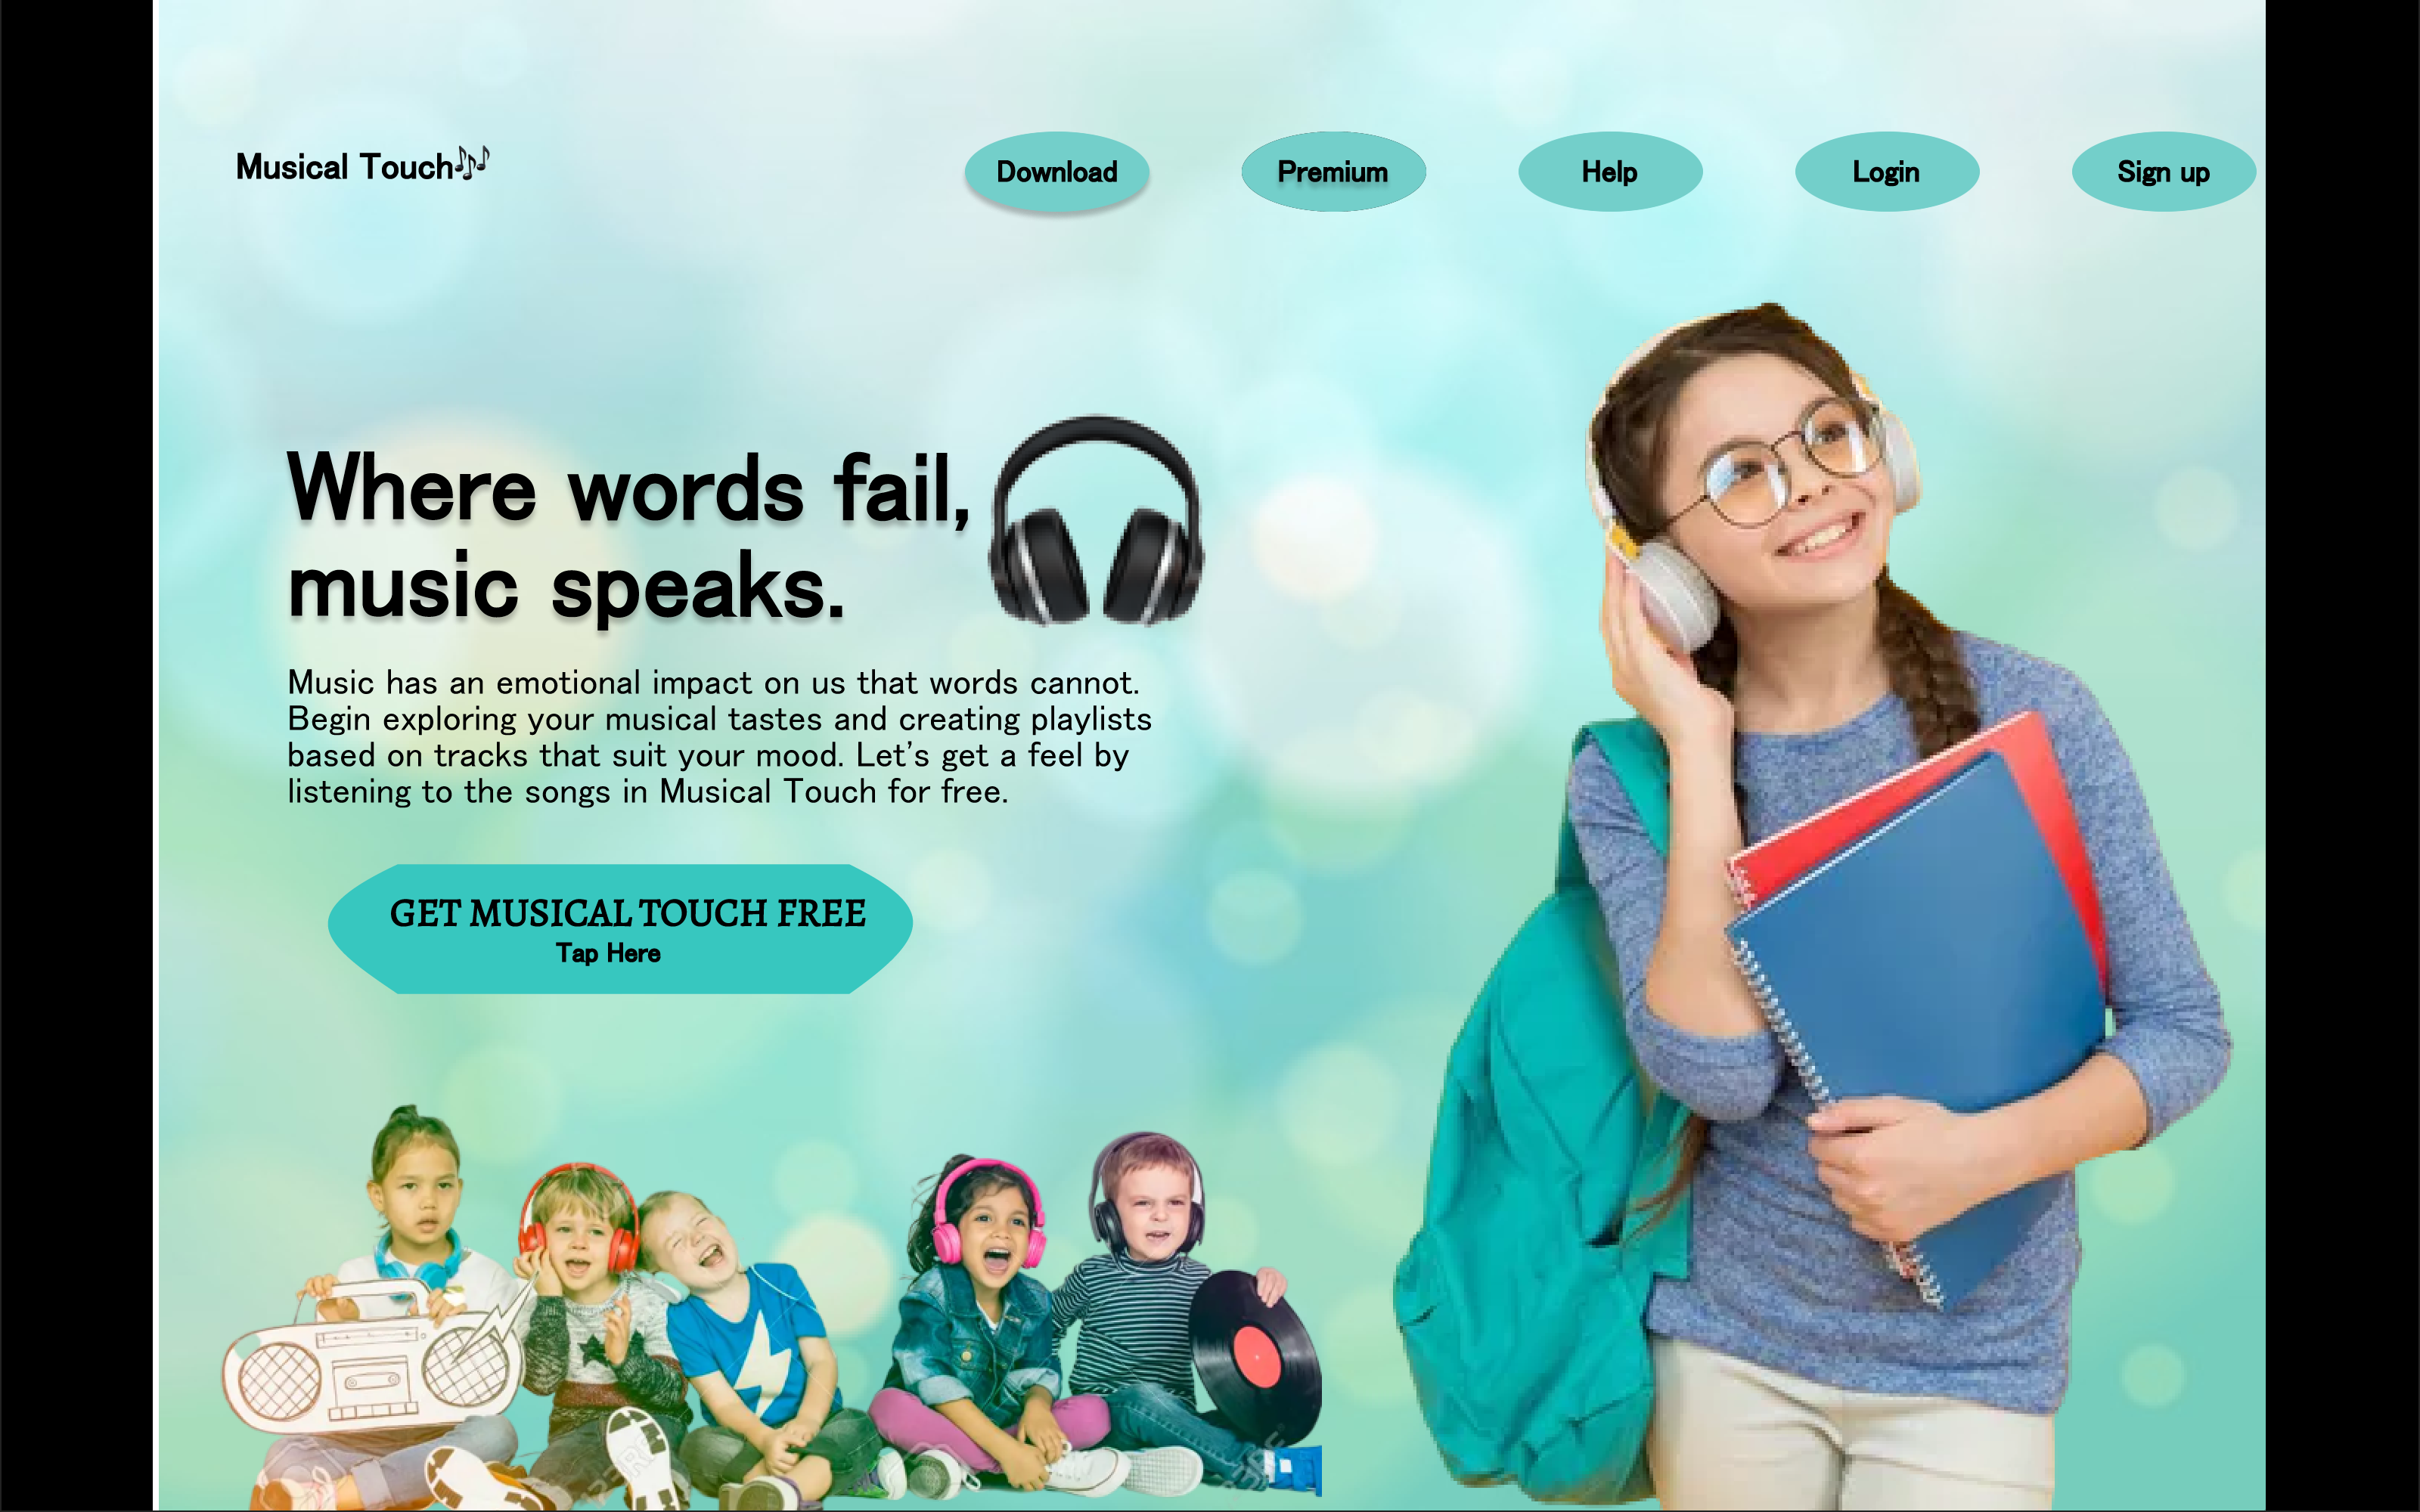 Musical Touch🎶
Download
Premium
Help
Login
Sign up
Where words fail,
music speaks.
Music has an emotional impact on us that words cannot.
Begin exploring your musical tastes and creating playlists
based on tracks that suit your mood. Let’s get a feel by
listening to the songs in Musical Touch for free.
GET MUSICAL TOUCH FREE
Tap Here